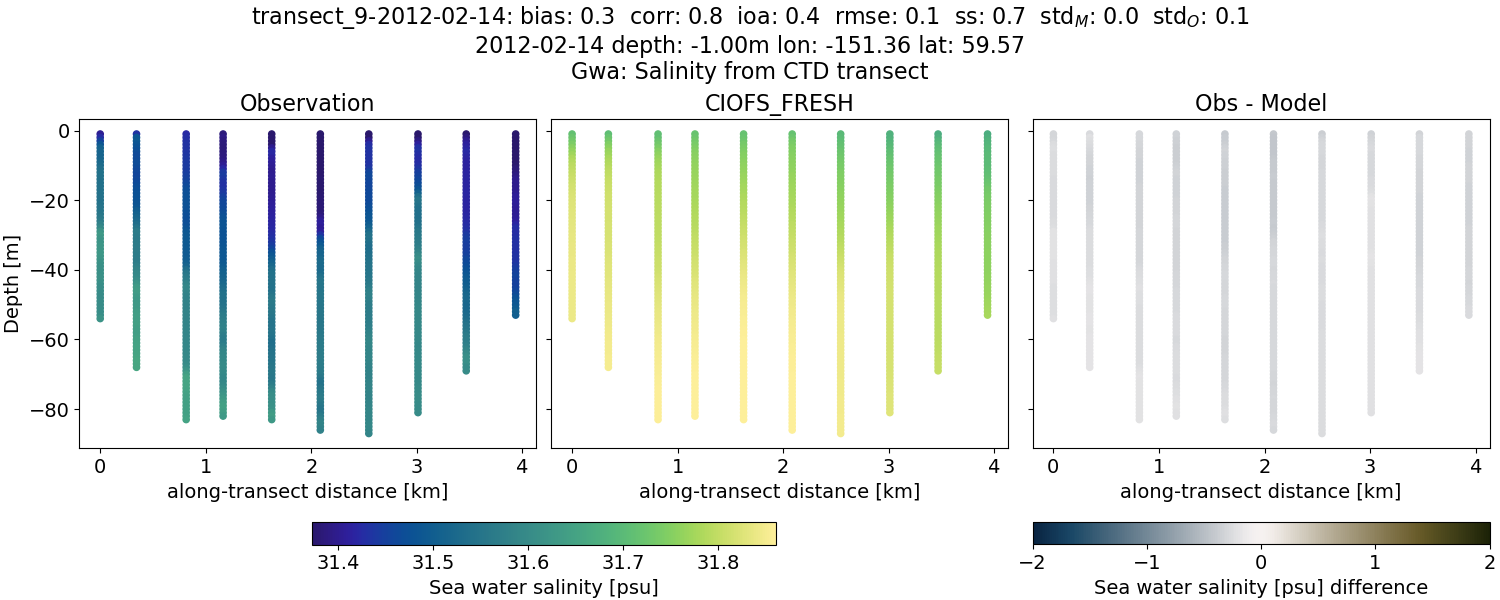 transect_9-2012-02-14: bias: 0.3  corr: 0.8  ioa: 0.4  rmse: 0.1  ss: 0.7  std_M: 0.0  std_O: 0.1
2012-02-14 depth: -1.00m lon: -151.36 lat: 59.57
Gwa: Salinity from CTD transect
Observation
CIOFS_FRESH
Obs - Model
Depth [m]
0
−20
−40
−60
−80
0 1 2 3 4
0 1 2 3 4
0 1 2 3 4
along-transect distance [km]
along-transect distance [km]
along-transect distance [km]
31.4 31.5 31.6 31.7 31.8
Sea water salinity [psu]
−2 −1 0 1 2
Sea water salinity [psu] difference